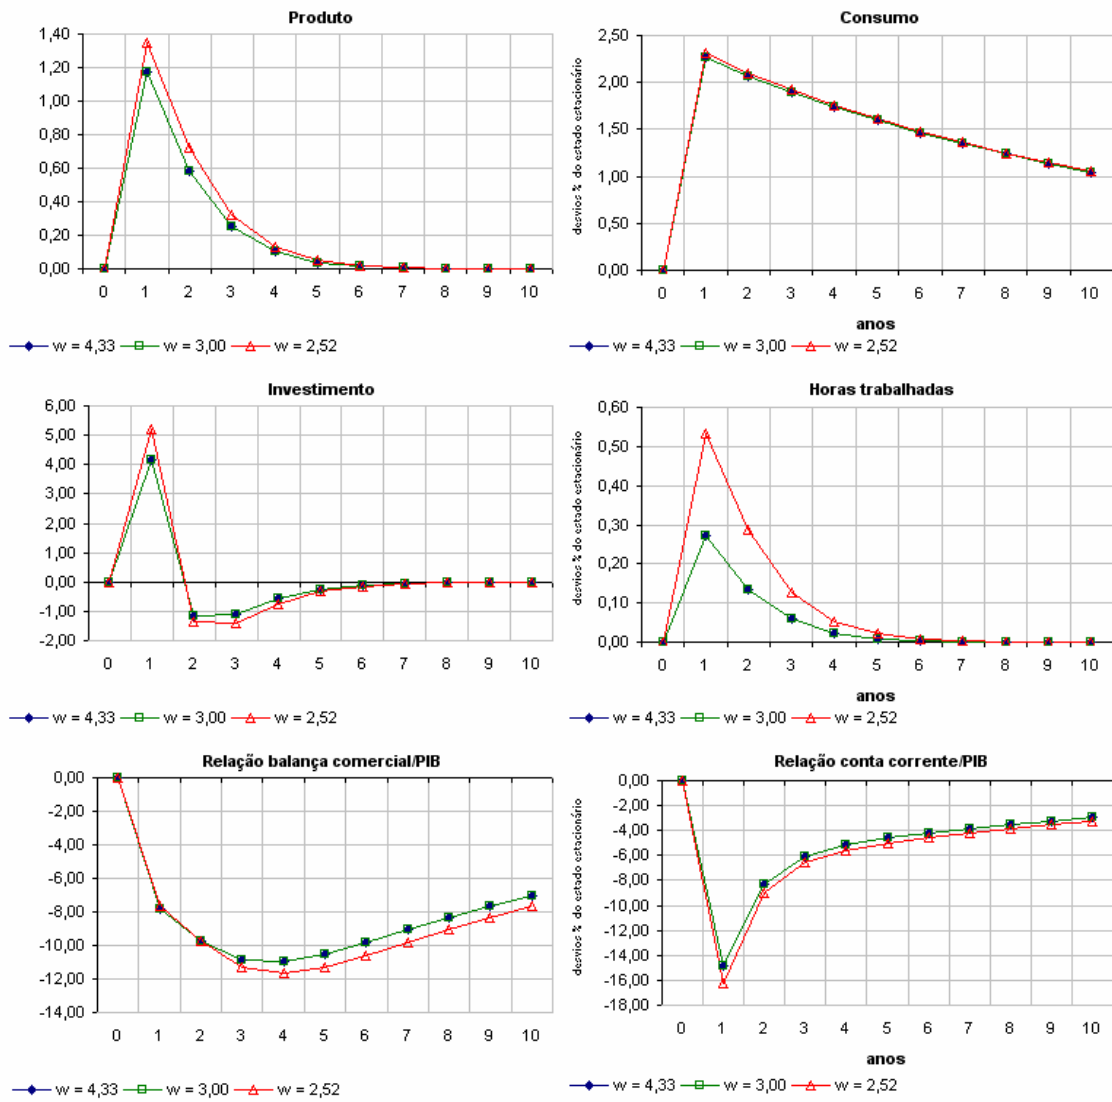 Produto
1,40
1,20
1,00
0,80
0,60
0,40
0,20
0,00
0 1 2 3 4 5 6 7 8 9 10
w = 4,33 w = 3,00 w = 2,52
Consumo
desvios % do estado estacionário
2,50
2,00
1,50
1,00
0,50
0,00
0 1 2 3 4 5 6 7 8 9 10
anos
w = 4,33 w = 3,00 w = 2,52
Investimento
6,00
5,00
4,00
3,00
2,00
1,00
0,00
-1,00
-2,00
0 1 2 3 4 5 6 7 8 9 10
w = 4,33 w = 3,00 w = 2,52
Horas trabalhadas
desvios % do estado estacionário
0,60
0,50
0,40
0,30
0,20
0,10
0,00
0 1 2 3 4 5 6 7 8 9 10
anos
w = 4,33 w = 3,00 w = 2,52
Relação balança comercial/PIB
0,00
-2,00
-4,00
-6,00
-8,00
-10,00
-12,00
-14,00
0 1 2 3 4 5 6 7 8 9 10
w = 4,33 w = 3,00 w = 2,52
Relação conta corrente/PIB
desvios % do estado estacionário
0,00
-2,00
-4,00
-6,00
-8,00
-10,00
-12,00
-14,00
-16,00
-18,00
0 1 2 3 4 5 6 7 8 9 10
anos
w = 4,33 w = 3,00 w = 2,52